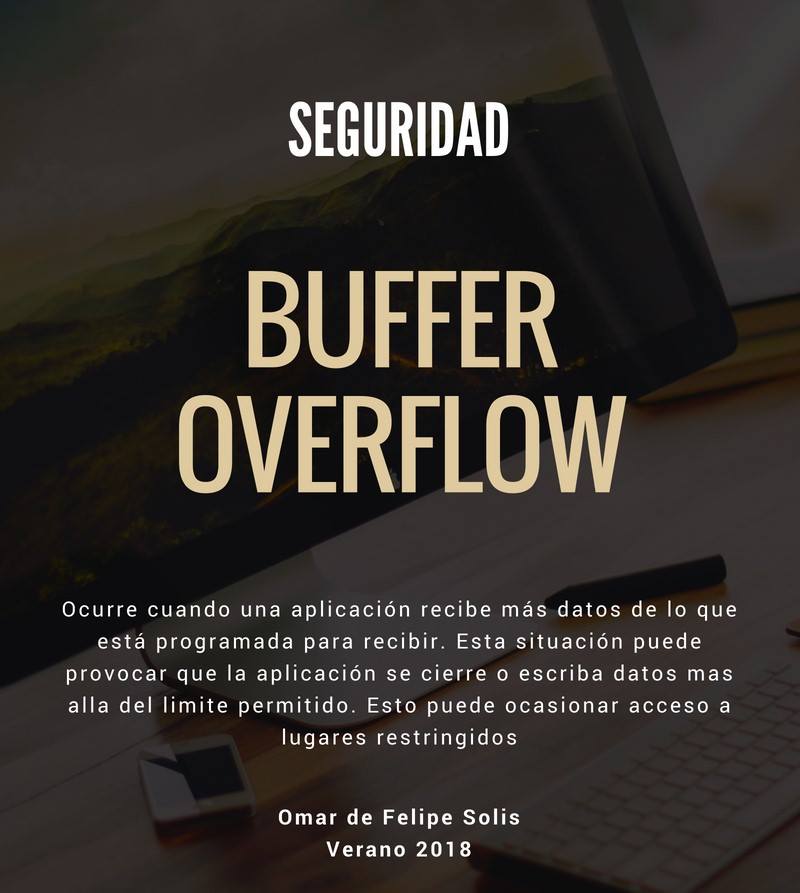 SEGURIDAD
BUFFER
OVERFLOW
Ocurre cuando una aplicación recibe más datos de lo que
está programada para recibir. Esta situación puede
provocar que la aplicación se cierre o escriba datos mas
alla del limite permitido. Esto puede ocasionar acceso a
lugares restringidos
Omar de Felipe Solis
Verano 2018